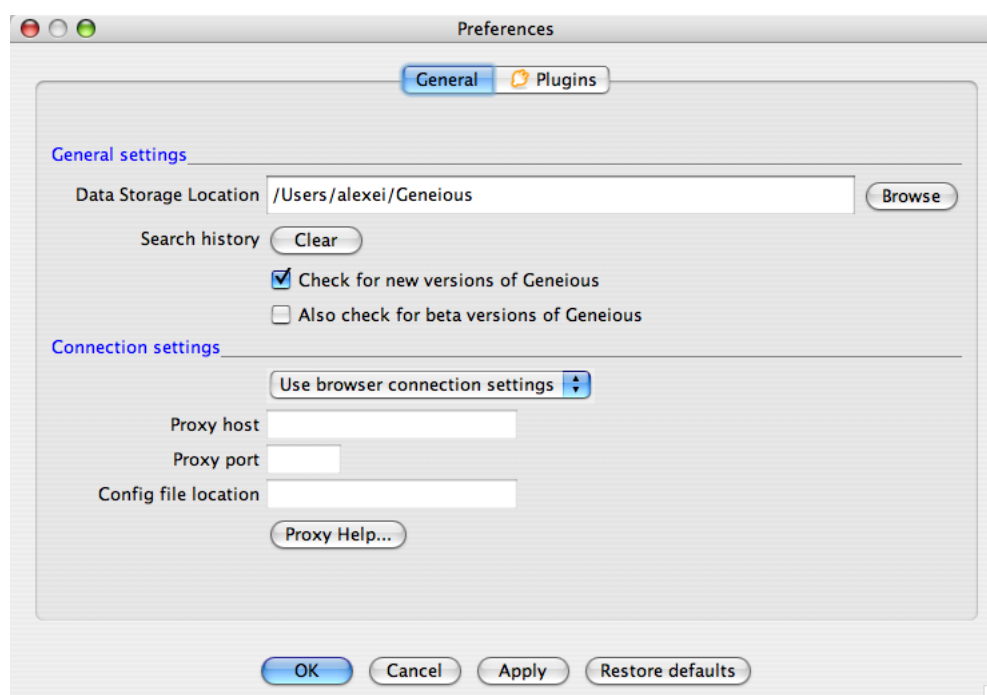 Preferences
General Plugins
General settings
Data Storage Location /Users/alexei/Geneious Browse
Search history Clear
Check for new versions of Geneious
Also check for beta versions of Geneious
Connection settings
Use browser connection settings
Proxy host
Proxy port
Config file location
Proxy Help...
OK Cancel Apply Restore defaults